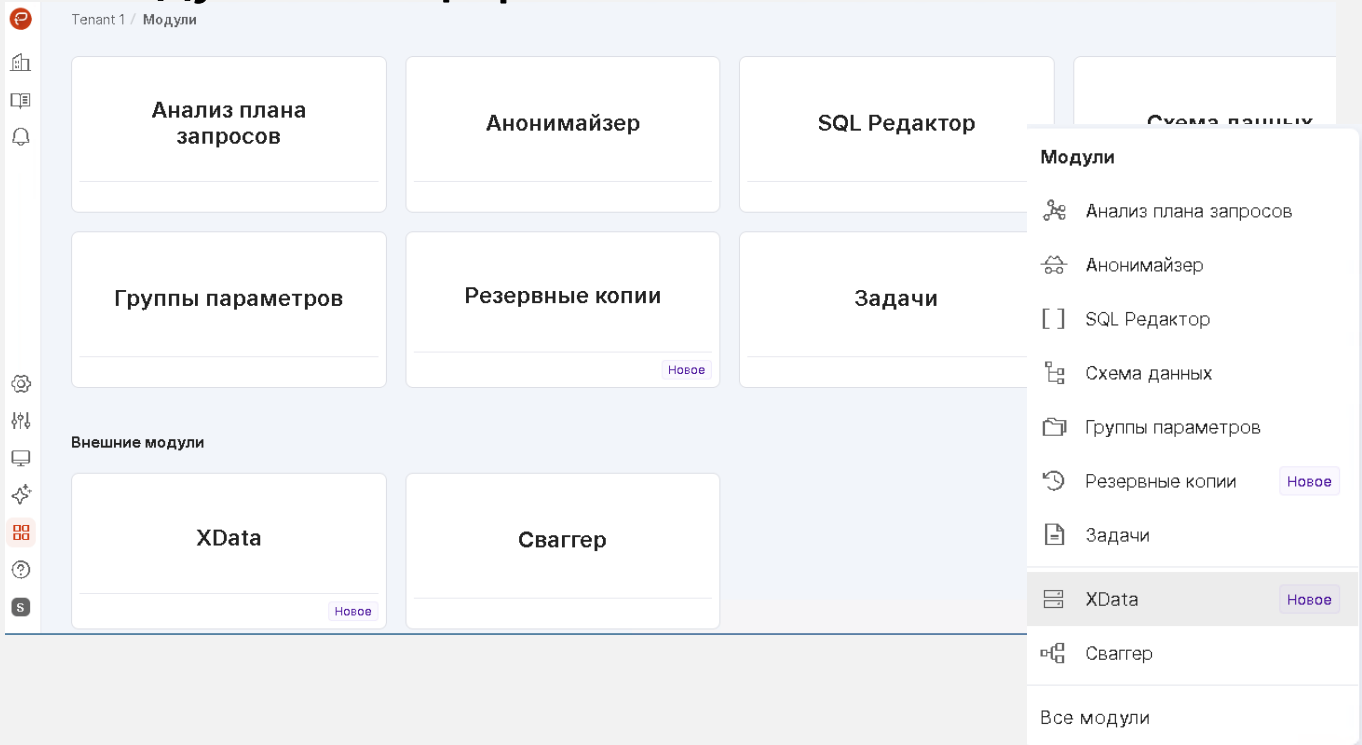 Tenant 1 / Модули
Анализ плана
запросов
Анонимайзер
SQL Редактор
Схема данных
Группы параметров
Резервные копии
Новое
Задачи
Внешние модули
XData
Новое
Сваггер
S
Модули
Анализ плана запросов
Анонимайзер
[ ] SQL Редактор
Схема данных
Группы параметров
Резервные копии Новое
Задачи
XData Новое
Сваггер
Все модули